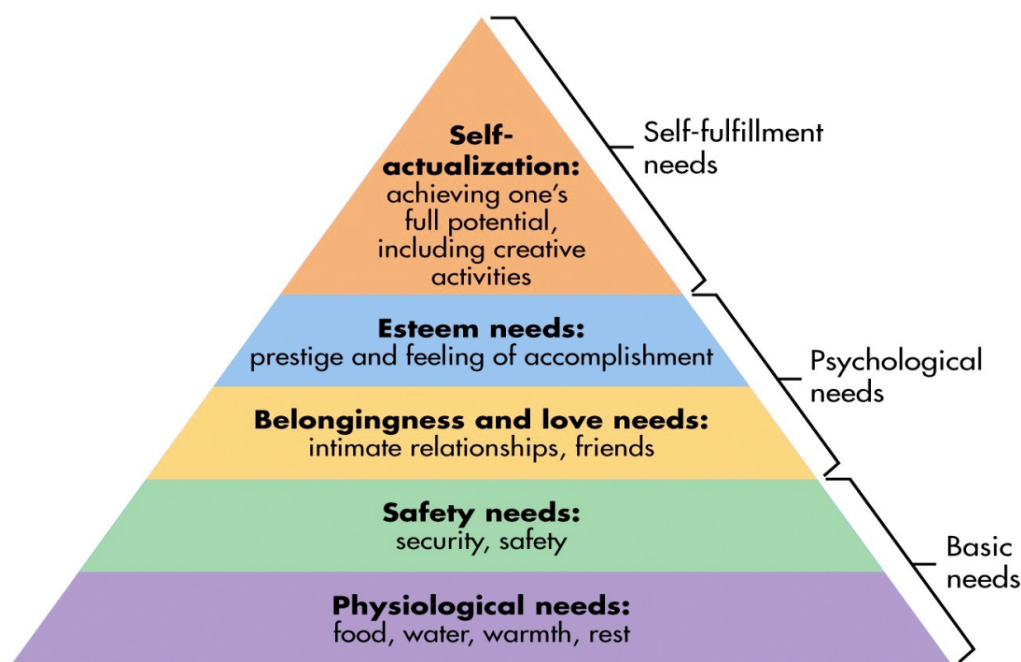 Self-
actualization:
achieving one's
full potential,
including creative
activities
Self-fulfillment
needs
Esteem needs:
prestige and feeling of accomplishment
Belongingness and love needs:
intimate relationships, friends
Psychological
needs
Safety needs:
security, safety
Physiological needs:
food, water, warmth, rest
Basic
needs